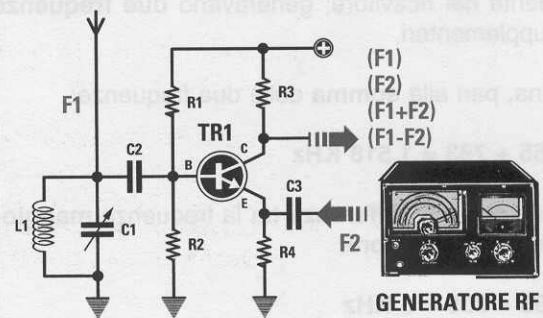 (F1)
(F2)
(F1+F2)
(F1-F2)
F1
R1
R3
TR1
C2
B
C
E
C3
L1
C1
R2
R4
F2
GENERATORE RF